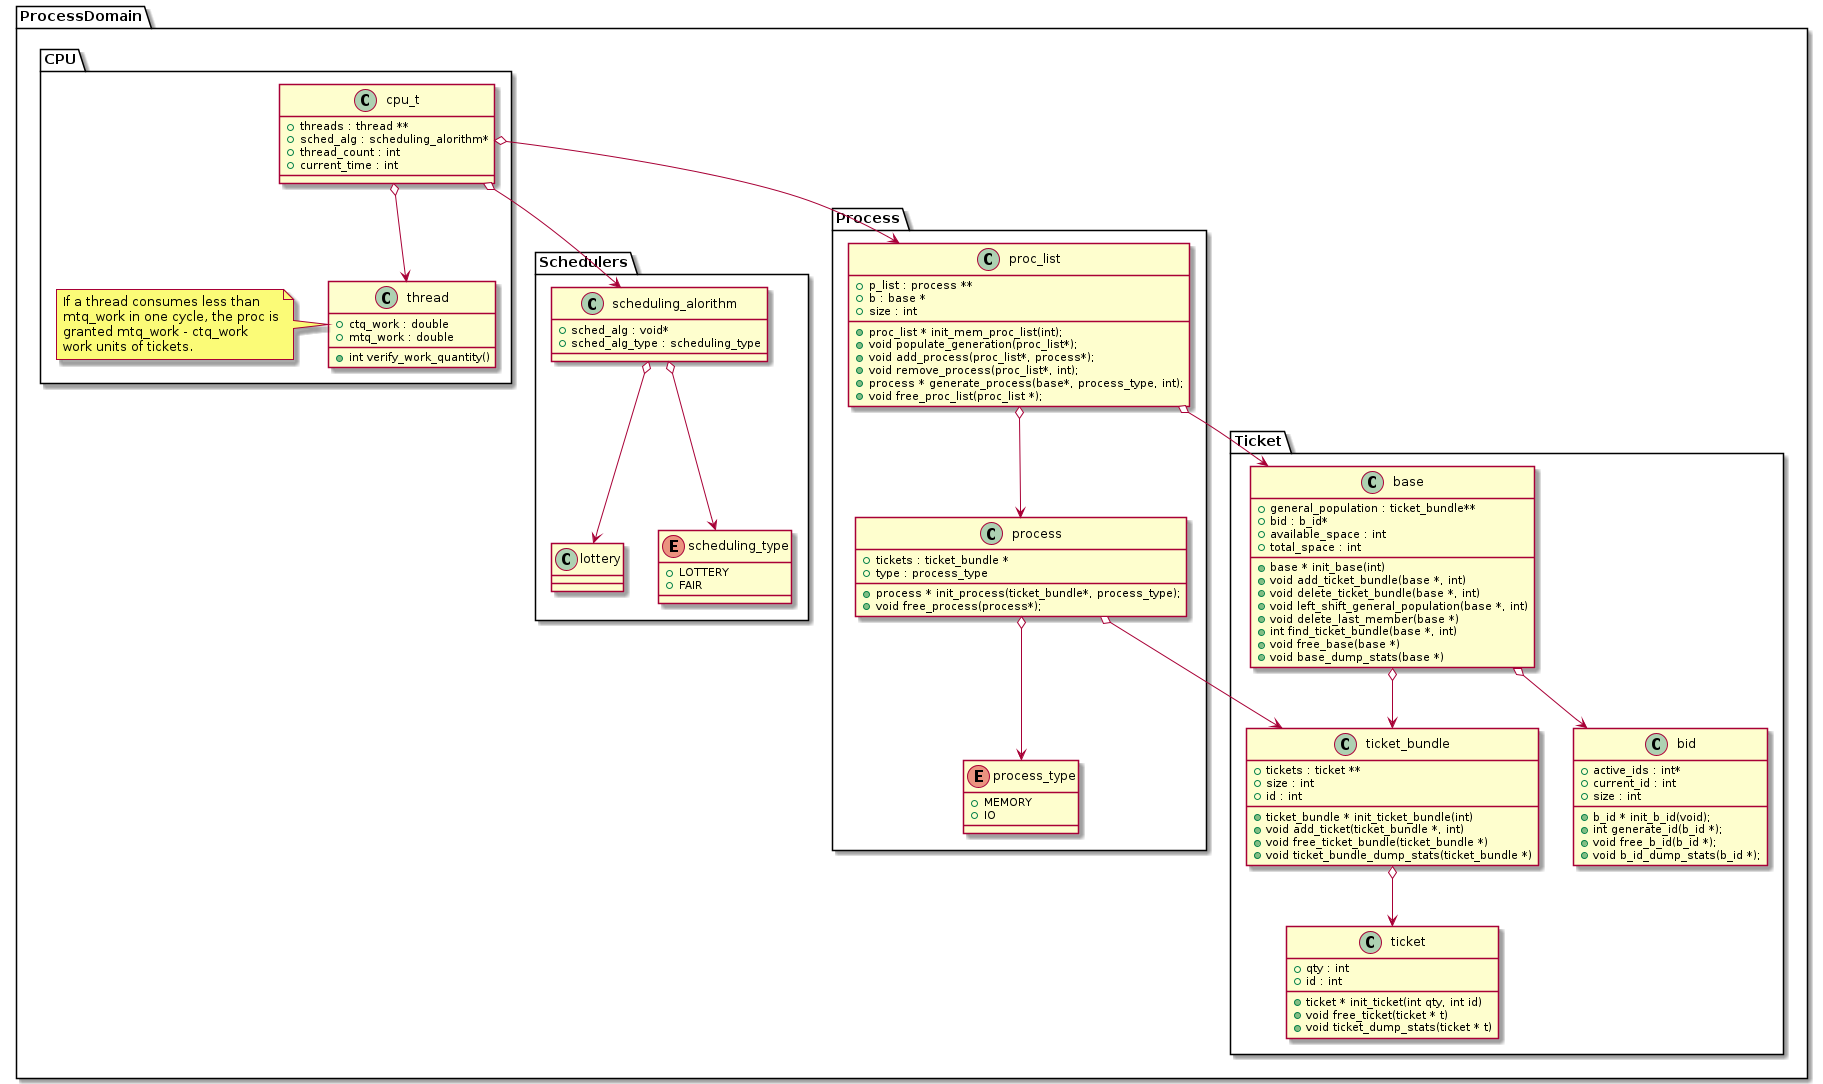 ProcessDomain
CPU
C cpu_t
threads : thread **
sched_alg : scheduling_alorithm*
thread_count : int
current_time : int
If a thread consumes less than
mtq_work in one cycle, the proc is
granted mtq_work - ctq_work
work units of tickets.
C thread
ctq_work : double
mtq_work : double
int verify_work_quantity()
Schedulers
C scheduling_alorithm
sched_alg : void*
sched_alg_type : scheduling_type
C lottery
E scheduling_type
LOTTERY
FAIR
Process
C proc_list
p_list : process **
b : base *
size : int
proc_list * init_mem_proc_list(int);
void populate_generation(proc_list*);
void add_process(proc_list*, process*);
void remove_process(proc_list*, int);
process * generate_process(base*, process_type, int);
void free_proc_list(proc_list *);
C process
tickets : ticket_bundle *
type : process_type
process * init_process(ticket_bundle*, process_type);
void free_process(process*);
E process_type
MEMORY
IO
Ticket
C base
general_population : ticket_bundle**
bid : b_id*
available_space : int
total_space : int
base * init_base(int)
void add_ticket_bundle(base *, int)
void delete_ticket_bundle(base *, int)
void left_shift_general_population(base *, int)
void delete_last_member(base *)
int find_ticket_bundle(base *, int)
void free_base(base *)
void base_dump_stats(base *)
C ticket_bundle
tickets : ticket **
size : int
id : int
ticket_bundle * init_ticket_bundle(int)
void add_ticket(ticket_bundle *, int)
void free_ticket_bundle(ticket_bundle *)
void ticket_bundle_dump_stats(ticket_bundle *)
C bid
active_ids : int*
current_id : int
size : int
b_id * init_b_id(void);
int generate_id(b_id *);
void free_b_id(b_id *);
void b_id_dump_stats(b_id *);
C ticket
qty : int
id : int
ticket * init_ticket(int qty, int id)
void free_ticket(ticket * t)
void ticket_dump_stats(ticket * t)